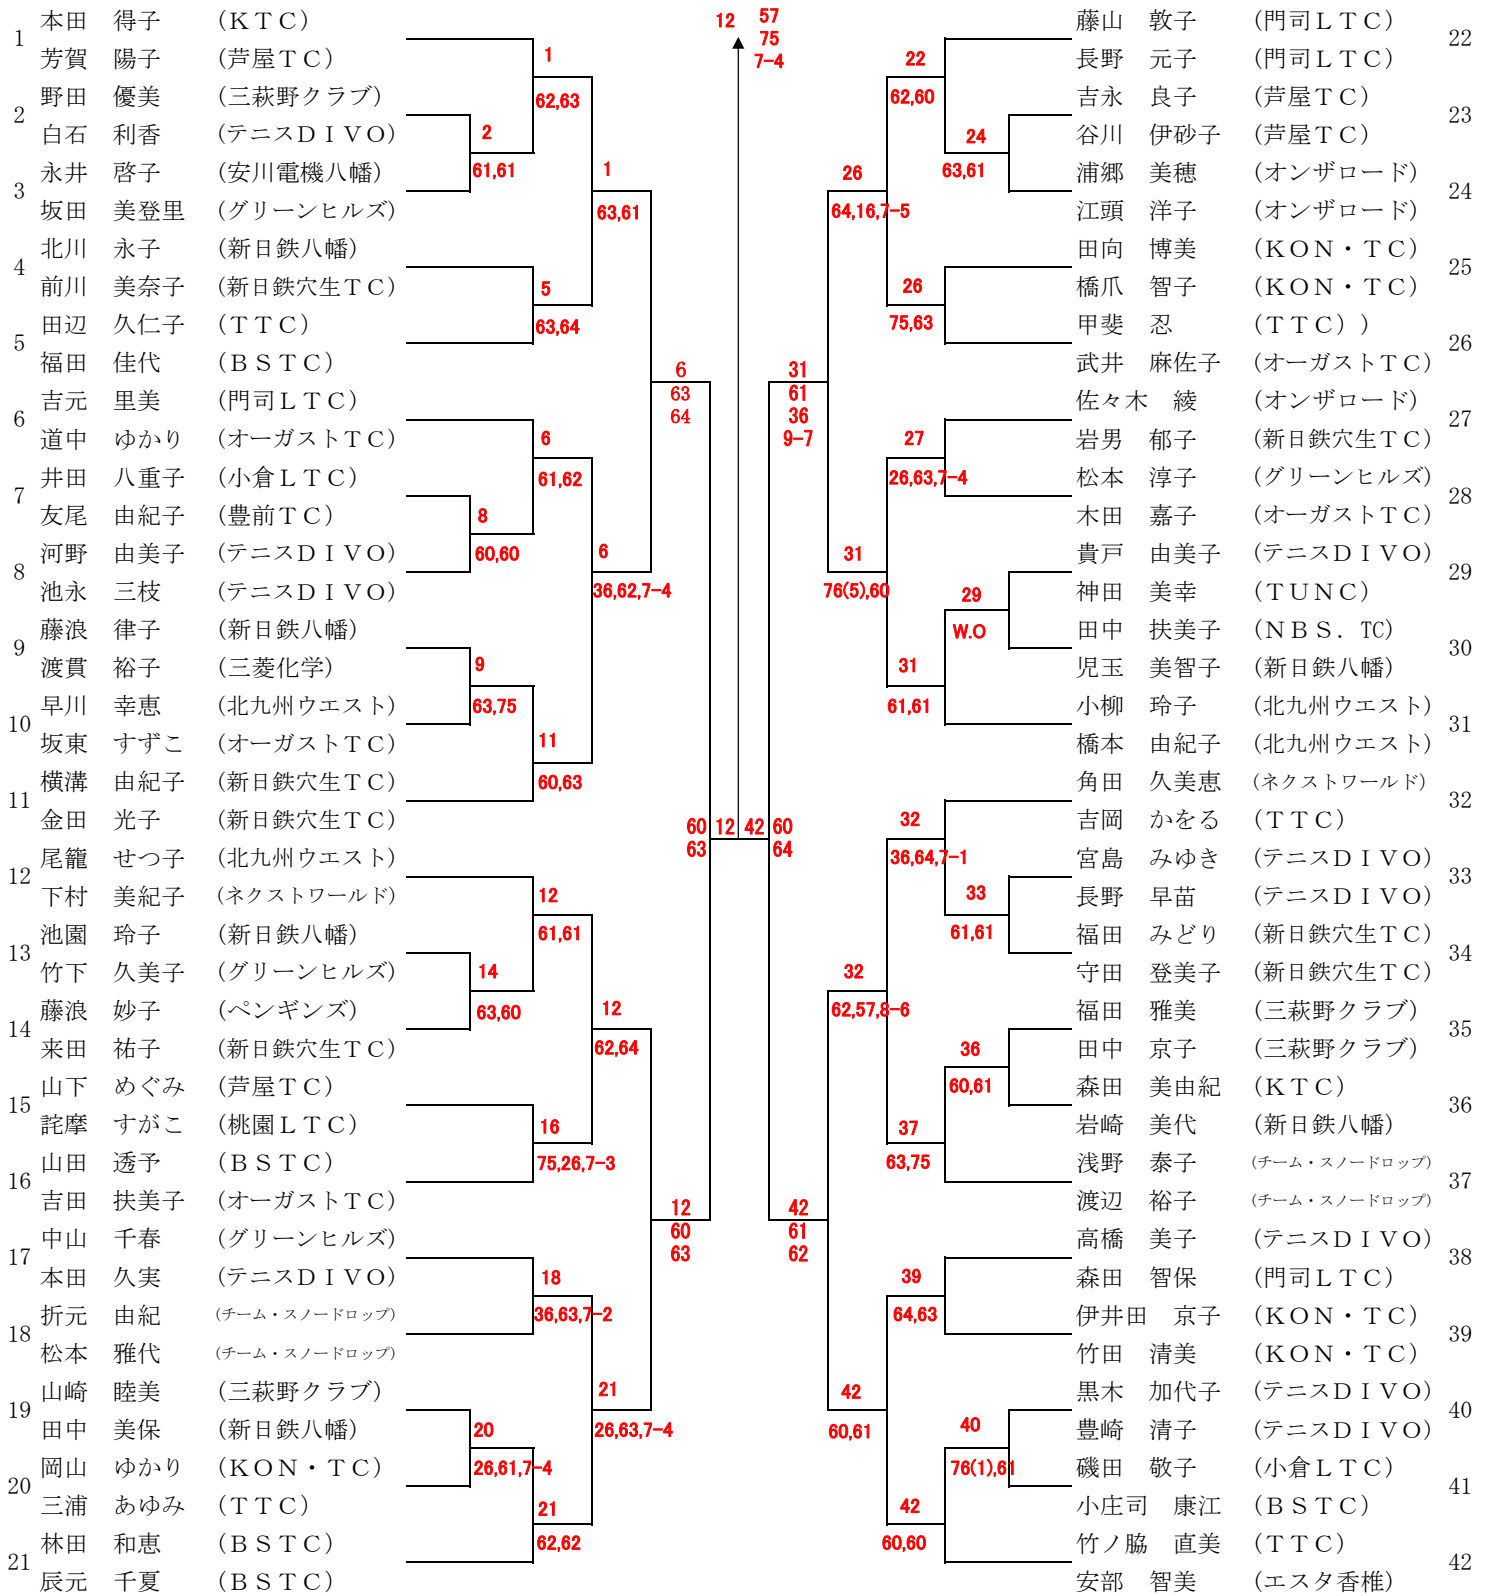 1 本田 得子 (ＫＴＣ)
芳賀 陽子 (芦屋ＴＣ)
2 野田 優美 (三萩野クラブ)
白石 利香 (テニスＤＩＶＯ)
3 永井 啓子 (安川電機八幡)
坂田 美登里 (グリーンヒルズ)
4 北川 永子 (新日鉄八幡)
前川 美奈子 (新日鉄穴生ＴＣ)
5 田辺 久仁子 (ＴＴＣ)
福田 佳代 (ＢＳＴＣ)
6 吉元 里美 (門司ＬＴＣ)
道中 ゆかり (オーガストＴＣ)
7 井田 八重子 (小倉ＬＴＣ)
友尾 由紀子 (豊前ＴＣ)
8 河野 由美子 (テニスＤＩＶＯ)
池永 三枝 (テニスＤＩＶＯ)
9 藤浪 律子 (新日鉄八幡)
渡貫 裕子 (三菱化学)
10 早川 幸恵 (北九州ウエスト)
坂東 すずこ (オーガストＴＣ)
11 横溝 由紀子 (新日鉄穴生ＴＣ)
金田 光子 (新日鉄穴生ＴＣ)
12 尾籠 せつ子 (北九州ウエスト)
下村 美紀子 (ネクストワールド)
13 池園 玲子 (新日鉄八幡)
竹下 久美子 (グリーンヒルズ)
14 藤浪 妙子 (ペンギンズ)
来田 祐子 (新日鉄穴生ＴＣ)
15 山下 めぐみ (芦屋ＴＣ)
詫摩 すがこ (桃園ＬＴＣ)
16 山田 透予 (ＢＳＴＣ)
吉田 扶美子 (オーガストＴＣ)
17 中山 千春 (グリーンヒルズ)
本田 久実 (テニスＤＩＶＯ)
18 折元 由紀 (チーム・スノードロップ)
松本 雅代 (チーム・スノードロップ)
19 山崎 睦美 (三萩野クラブ)
田中 美保 (新日鉄八幡)
20 岡山 ゆかり (ＫＯＮ・ＴＣ)
三浦 あゆみ (ＴＴＣ)
21 林田 和恵 (ＢＳＴＣ)
辰元 千夏 (ＢＳＴＣ)
2
61,61
8
60,60
9
63,75
14
63,60
20
26,61,7-4
1
62,63
5
63,64
6
61,62
11
60,63
12
61,61
16
75,26,7-3
18
36,63,7-2
21
62,62
1
63,61
6
36,62,7-4
12
62,64
21
26,63,7-4
6
63
64
12
60
63
60 12 42 60
63 64
12 57
75
7-4
31
61
36
9-7
42
61
62
26
64,16,7-5
31
76(5),60
32
62,57,8-6
42
60,61
22
62,60
26
75,63
27
26,63,7-4
31
61,61
32
36,64,7-1
37
63,75
39
64,63
42
60,60
24
63,61
29
W.O
33
61,61
36
60,61
40
76(1),61
藤山 敦子 (門司ＬＴＣ) 22
長野 元子 (門司ＬＴＣ)
吉永 良子 (芦屋ＴＣ) 23
谷川 伊砂子 (芦屋ＴＣ)
浦郷 美穂 (オンザロード) 24
江頭 洋子 (オンザロード)
田向 博美 (ＫＯＮ・ＴＣ) 25
橋爪 智子 (ＫＯＮ・ＴＣ)
甲斐 忍 (ＴＴＣ)) 26
武井 麻佐子 (オーガストＴＣ)
佐々木 綾 (オンザロード) 27
岩男 郁子 (新日鉄穴生ＴＣ)
松本 淳子 (グリーンヒルズ) 28
木田 嘉子 (オーガストＴＣ)
貴戸 由美子 (テニスＤＩＶＯ) 29
神田 美幸 (ＴＵＮＣ)
田中 扶美子 (ＮＢＳ．TC) 30
児玉 美智子 (新日鉄八幡)
小柳 玲子 (北九州ウエスト) 31
橋本 由紀子 (北九州ウエスト)
角田 久美恵 (ネクストワールド) 32
吉岡 かをる (ＴＴＣ)
宮島 みゆき (テニスＤＩＶＯ) 33
長野 早苗 (テニスＤＩＶＯ)
福田 みどり (新日鉄穴生ＴＣ) 34
守田 登美子 (新日鉄穴生ＴＣ)
福田 雅美 (三萩野クラブ) 35
田中 京子 (三萩野クラブ)
森田 美由紀 (ＫＴＣ) 36
岩崎 美代 (新日鉄八幡)
浅野 泰子 (チーム・スノードロップ) 37
渡辺 裕子 (チーム・スノードロップ)
高橋 美子 (テニスＤＩＶＯ) 38
森田 智保 (門司ＬＴＣ)
伊井田 京子 (ＫＯＮ・ＴＣ) 39
竹田 清美 (ＫＯＮ・ＴＣ)
黒木 加代子 (テニスＤＩＶＯ) 40
豊崎 清子 (テニスＤＩＶＯ)
磯田 敬子 (小倉ＬＴＣ) 41
小庄司 康江 (ＢＳＴＣ)
竹ノ脇 直美 (ＴＴＣ) 42
安部 智美 (エスタ香椎)